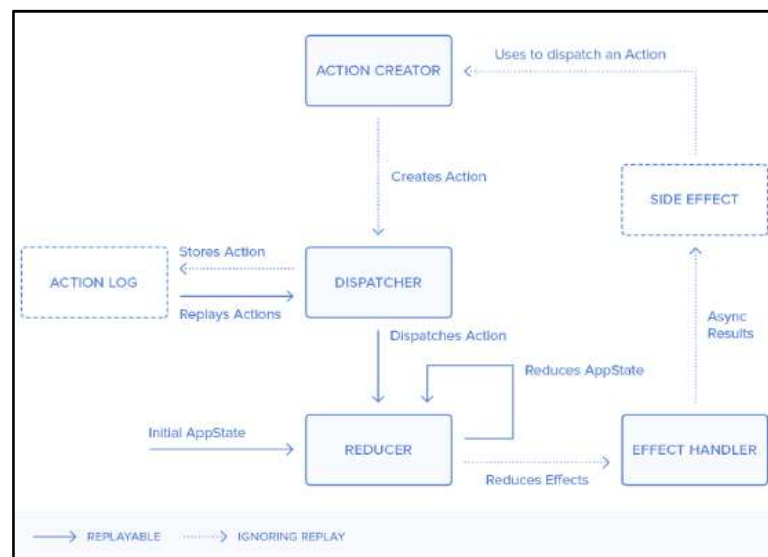 Uses to dispatch an Action
ACTION CREATOR
Creates Action
SIDE EFFECT
Stores Action
ACTION LOG
DISPATCHER
Replays Actions
Async
Results
Dispatches Action
Reduces AppState
Initial AppState
REDUCER
EFFECT HANDLER
Reduces Effects
REPLAYABLE
IGNORING REPLAY